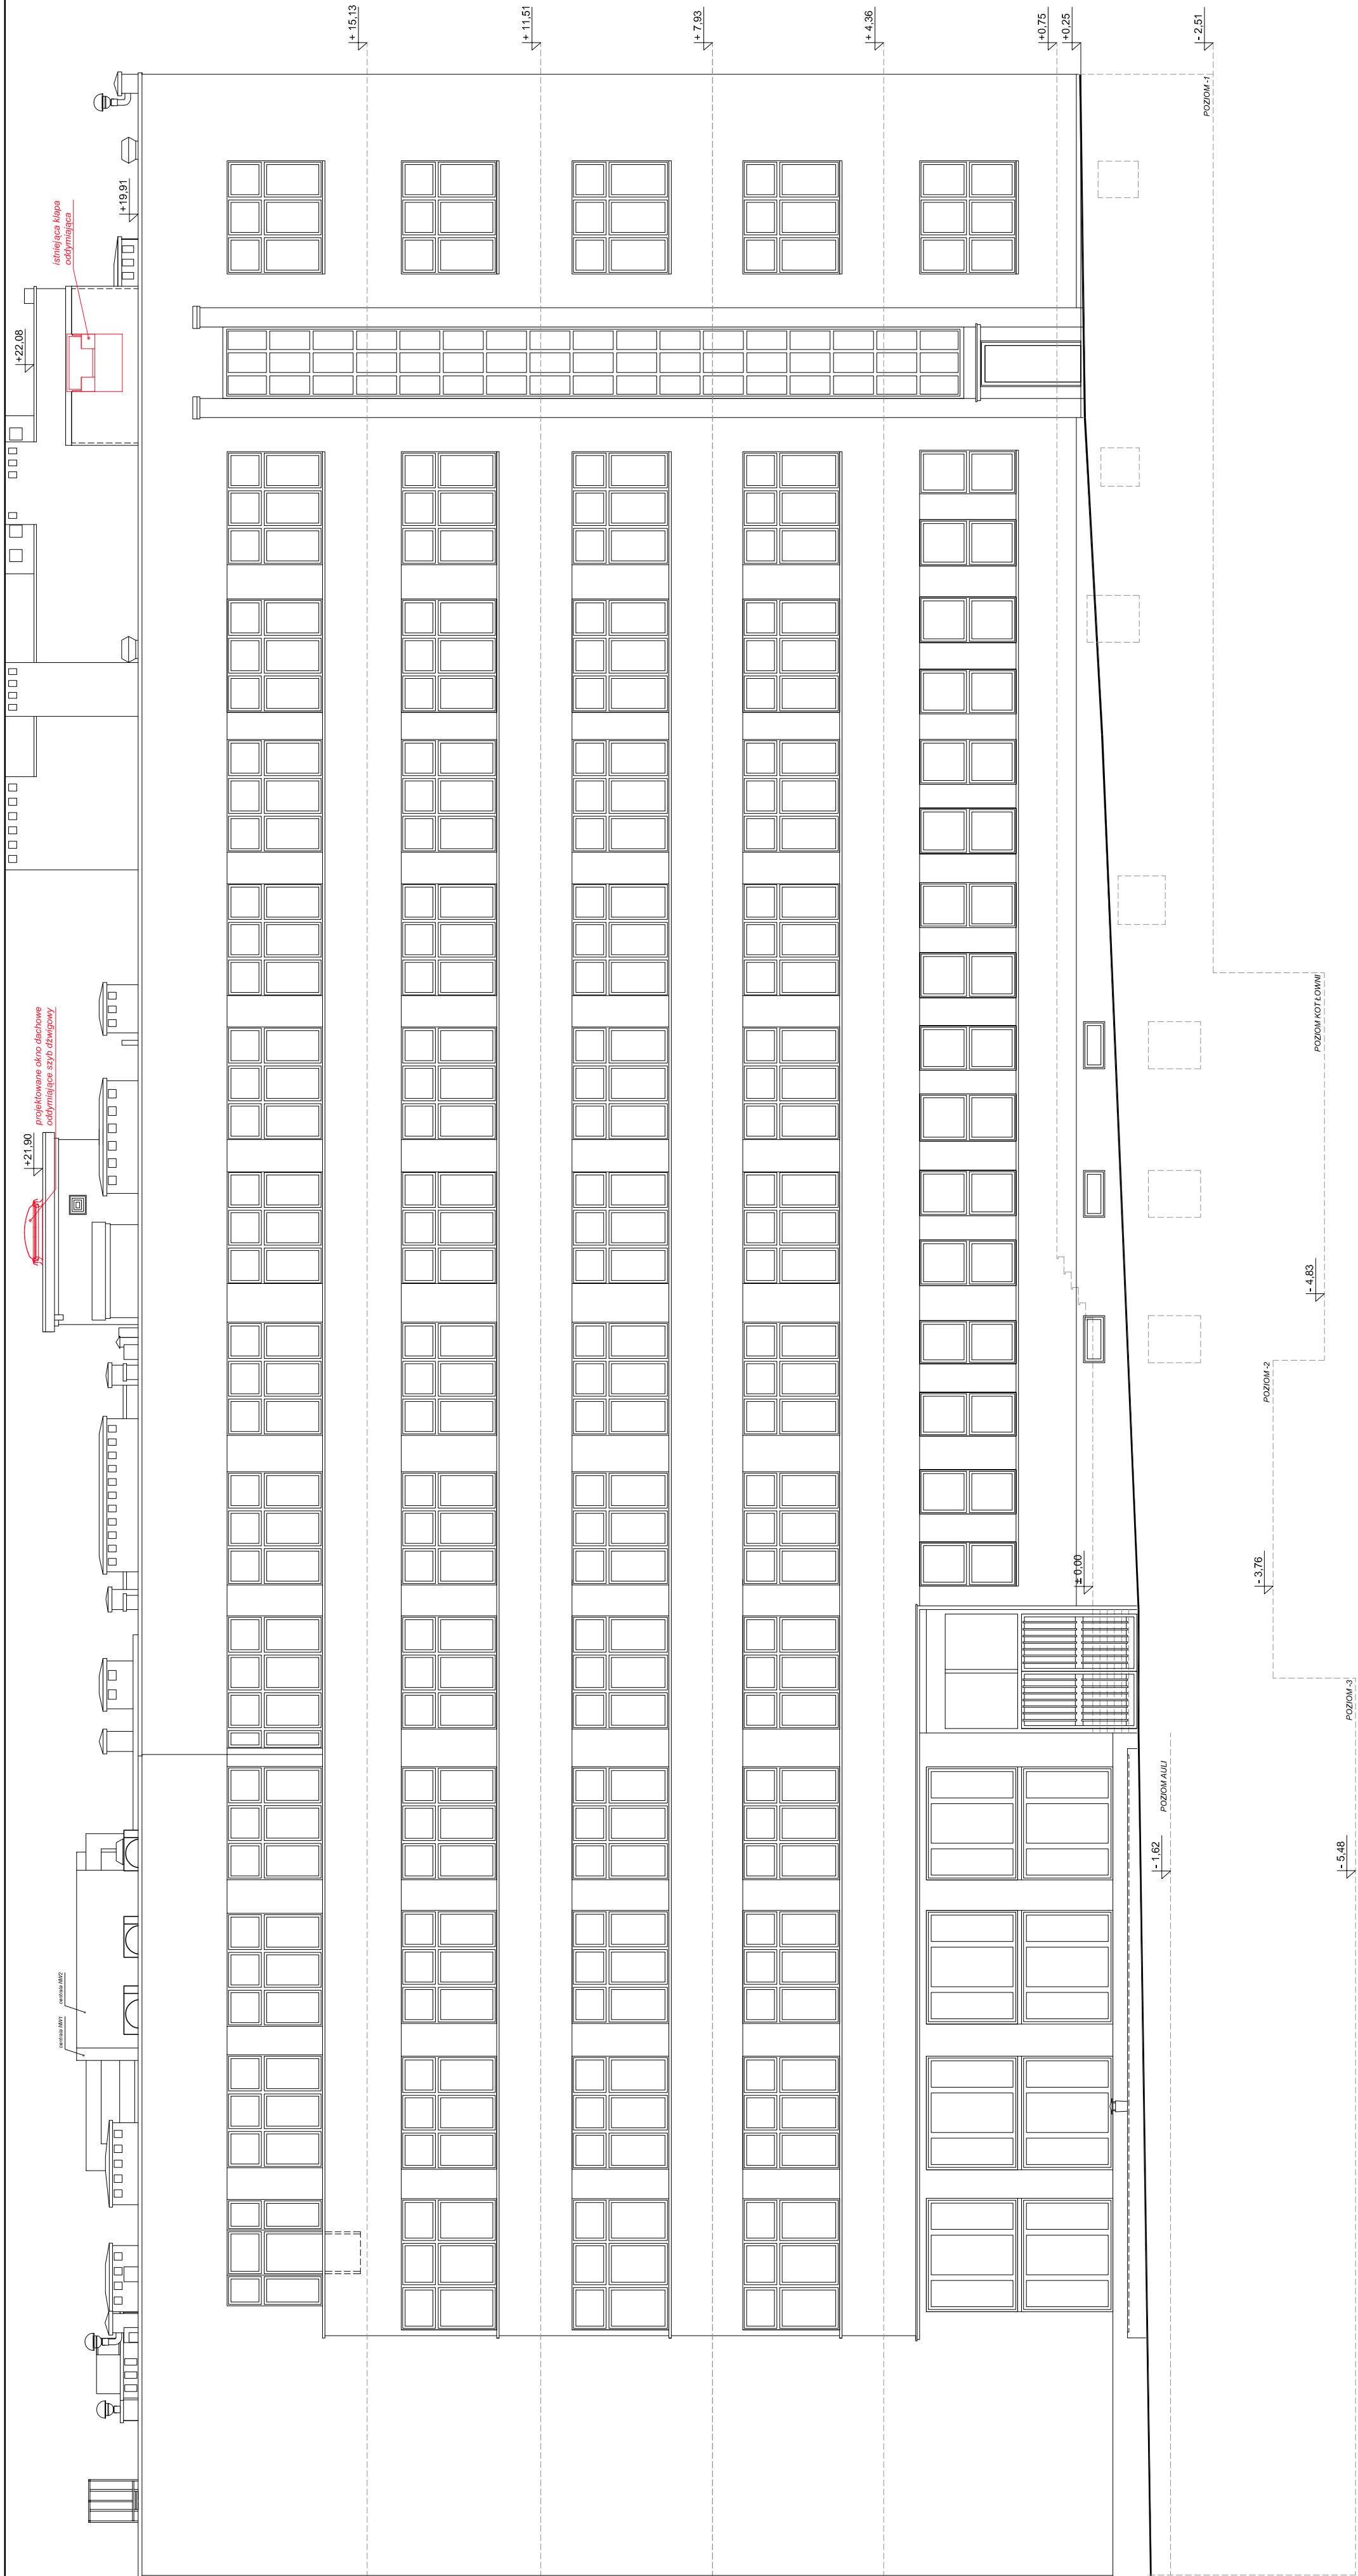 + 15,13
+ 11,51
+ 7,93
+ 4,36
+0,75
+0,25
- 2,51
POZIOM -1
+19,91
istniejąca klapa
oddymiająca
+22,08
projektowane okno dachowe
oddymiające szyb dźwigowy
+21,90
POZIOM KOTŁOWNI
- 4,83
POZIOM -2
- 3,76
± 0,00
POZIOM -3
POZIOM AULI
- 1,62
- 5,48
centrala NW2
centrala NW1